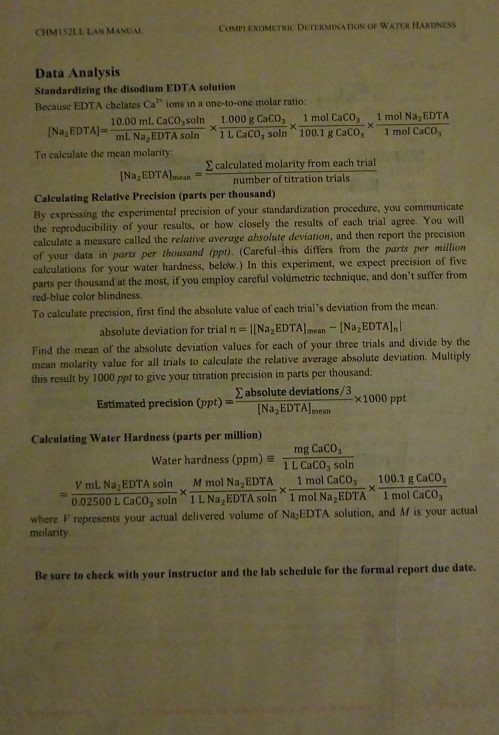 CHM152LL LAB MANUAL
COMPLEXOMETRIC DETERMINATION OF WATER HARDNESS
Data Analysis
Standardizing the disodium EDTA solution
Because EDTA chelates Ca²⁺ ions in a one-to-one molar ratio:
[Na₂EDTA]= 10.00 mL CaCO₃soln / mL Na₂EDTA soln × 1.000 g CaCO₃ / 1 L CaCO₃ soln × 1 mol CaCO₃ / 100.1 g CaCO₃ × 1 mol Na₂EDTA / 1 mol CaCO₃
To calculate the mean molarity:
[Na₂EDTA]mean = Σ calculated molarity from each trial / number of titration trials
Calculating Relative Precision (parts per thousand)
By expressing the experimental precision of your standardization procedure, you communicate
the reproducibility of your results, or how closely the results of each trial agree. You will
calculate a measure called the relative average absolute deviation, and then report the precision
of your data in parts per thousand (ppt). (Careful–this differs from the parts per million
calculations for your water hardness, below.) In this experiment, we expect precision of five
parts per thousand at the most, if you employ careful volumetric technique, and don't suffer from
red-blue color blindness.
To calculate precision, first find the absolute value of each trial's deviation from the mean:
absolute deviation for trial n = |[Na₂EDTA]mean − [Na₂EDTA]n|
Find the mean of the absolute deviation values for each of your three trials and divide by the
mean molarity value for all trials to calculate the relative average absolute deviation. Multiply
this result by 1000 ppt to give your titration precision in parts per thousand:
Estimated precision (ppt) = Σ absolute deviations/3 / [Na₂EDTA]mean ×1000 ppt
Calculating Water Hardness (parts per million)
Water hardness (ppm) ≡ mg CaCO₃ / 1 L CaCO₃ soln
= V mL Na₂EDTA soln / 0.02500 L CaCO₃ soln × M mol Na₂EDTA / 1 L Na₂EDTA soln × 1 mol CaCO₃ / 1 mol Na₂EDTA × 100.1 g CaCO₃ / 1 mol CaCO₃
where V represents your actual delivered volume of Na₂EDTA solution, and M is your actual
molarity.
Be sure to check with your instructor and the lab schedule for the formal report due date.